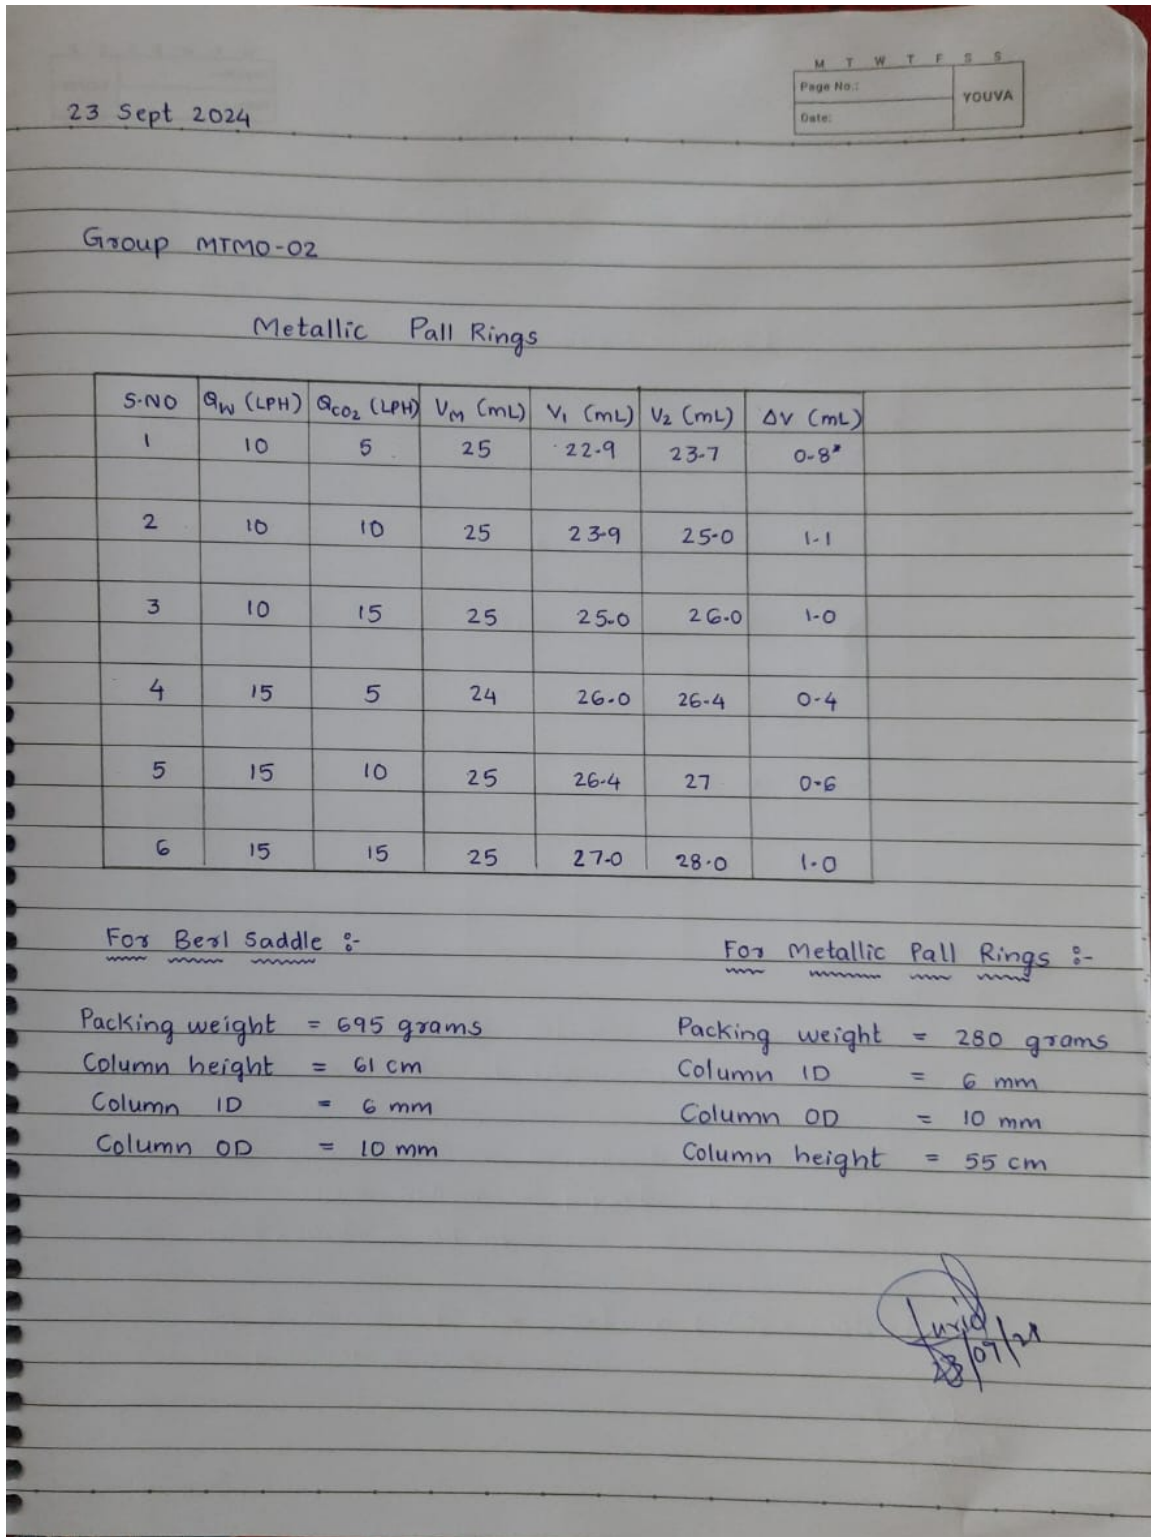 M T W T F S S
Page No.:
YOUVA
Date:
23 Sept 2024
Group MTMO-02
Metallic Pall Rings
S.NO Qw (LPH) QCO2 (LPH) VM (mL) V1 (mL) V2 (mL) ΔV (mL)
1 10 5 25 22.9 23.7 0.8*
2 10 10 25 23.9 25.0 1.1
3 10 15 25 25.0 26.0 1.0
4 15 5 24 26.0 26.4 0.4
5 15 10 25 26.4 27 0.6
6 15 15 25 27.0 28.0 1.0
For Berl Saddle :-
Packing weight = 695 grams
Column height = 61 cm
Column ID = 6 mm
Column OD = 10 mm
For Metallic Pall Rings :-
Packing weight = 280 grams
Column ID = 6 mm
Column OD = 10 mm
Column height = 55 cm